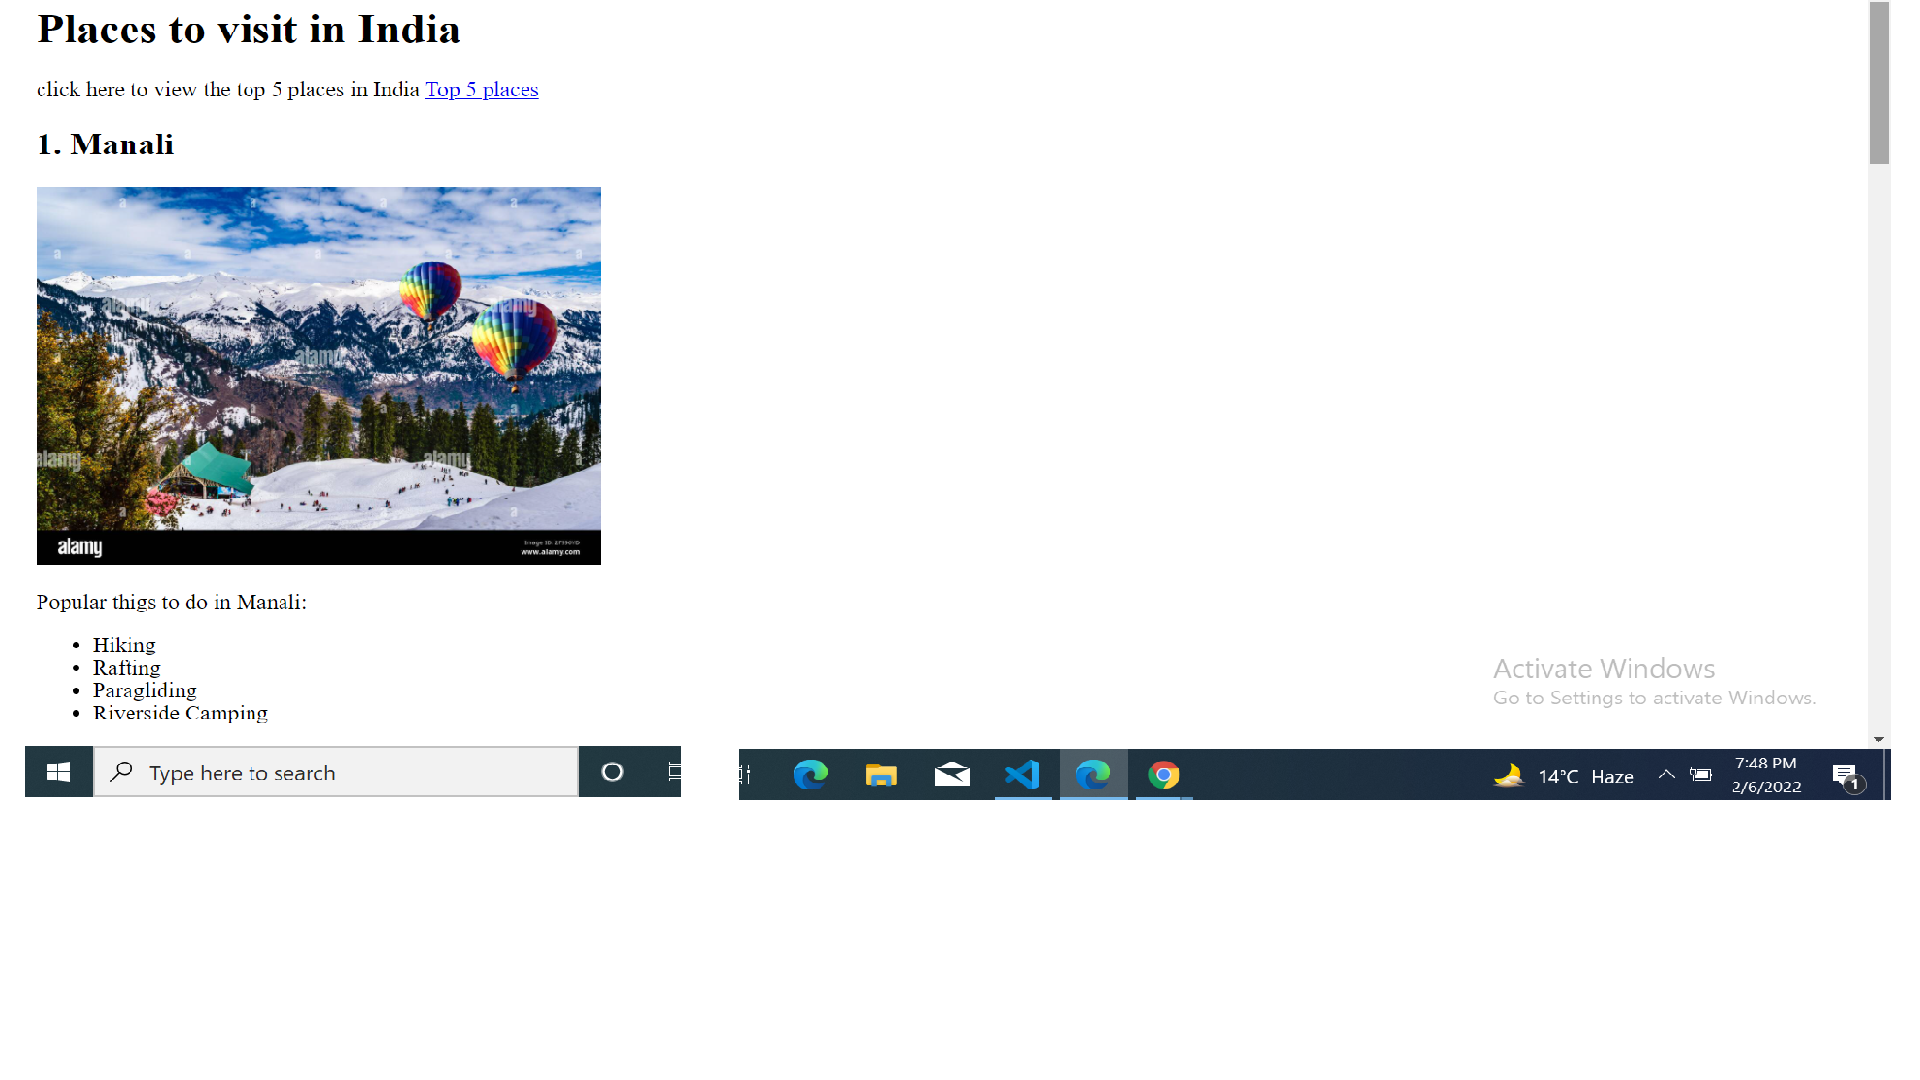 Places to visit in India
click here to view the top 5 places in India Top 5 places
1. Manali
alamy
alamy
alamy
alamy
alamy
alamy
www.alamy.com
Popular thigs to do in Manali:
Hiking
Rafting
Paragliding
Riverside Camping
Activate Windows
Go to Settings to activate Windows.
Type here to search
14°C Haze
7:48 PM
2/6/2022
1